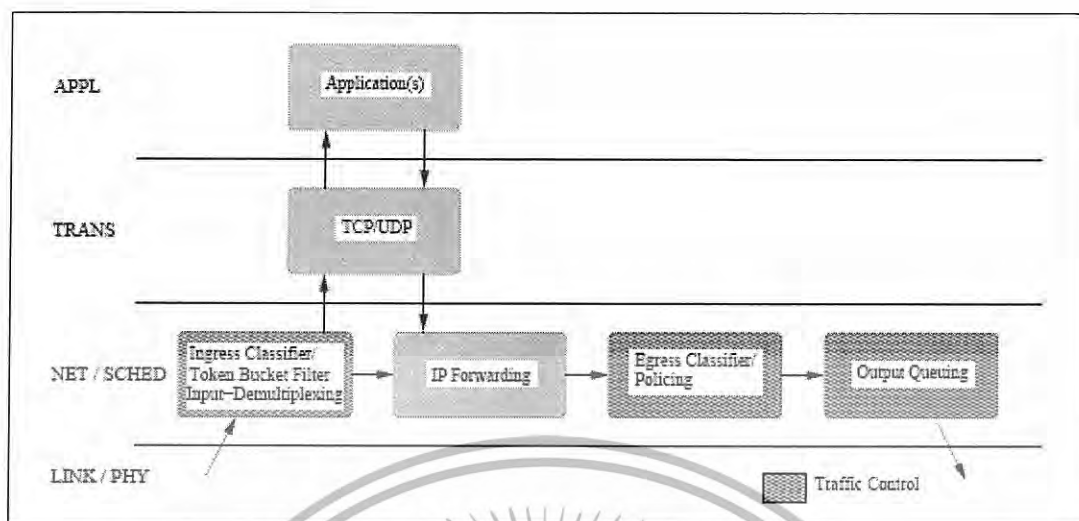 APPL
Application(s)
TRANS
TCP/UDP
NET / SCHED
Ingress Classifier/
Token Bucket Filter
Input-Demultiplexing
IP Forwarding
Egress Classifier/
Policing
Output Queuing
LINK / PHY
Traffic Control